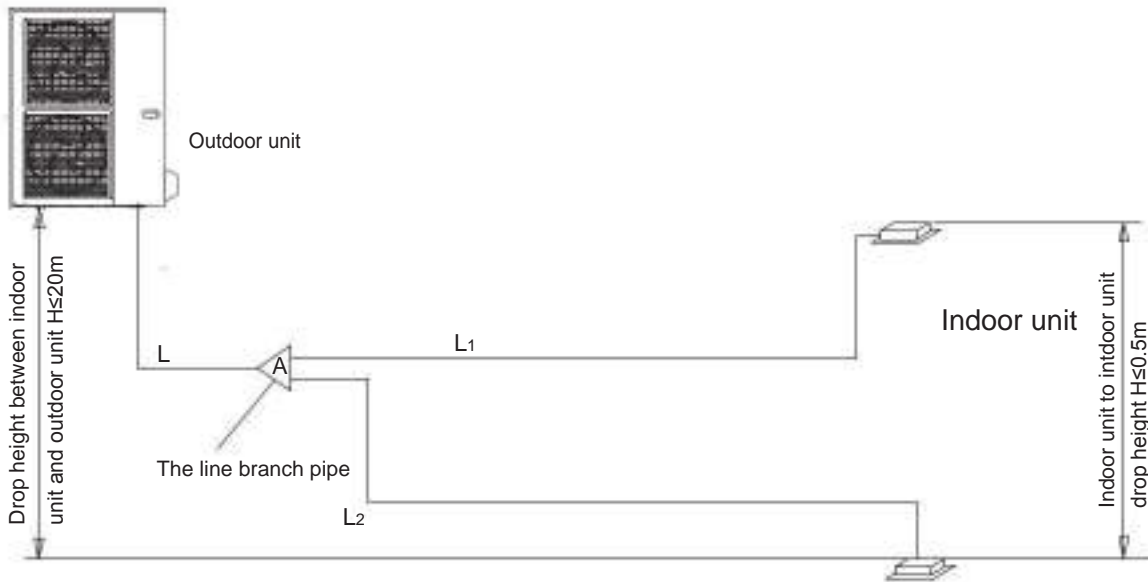 Outdoor unit
Drop height between indoor
unit and outdoor unit H≤20m
L
A
L1
Indoor unit
Indoor unit to intdoor unit
drop height H≤0.5m
The line branch pipe
L2